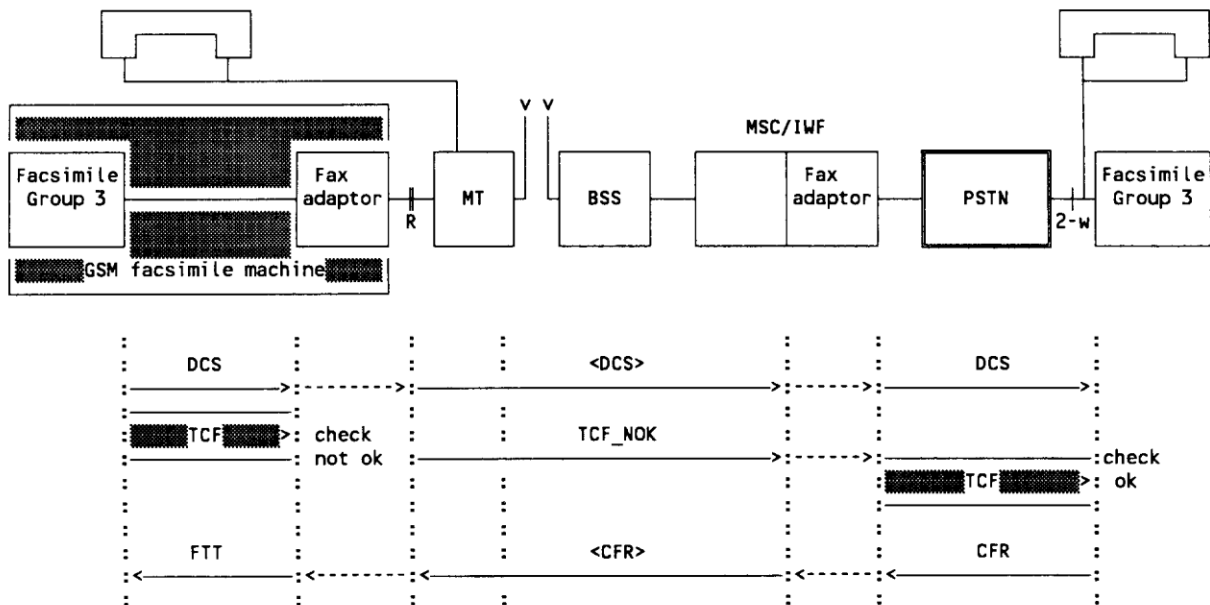 MSC/IWF
Facsimile
Group 3
Fax
adaptor
R
MT
BSS
Fax
adaptor
PSTN
2-w
Facsimile
Group 3
GSM facsimile machine
DCS
<DCS>
DCS
TCF
check
not ok
TCF_NOK
check
ok
TCF
FTT
<CFR>
CFR